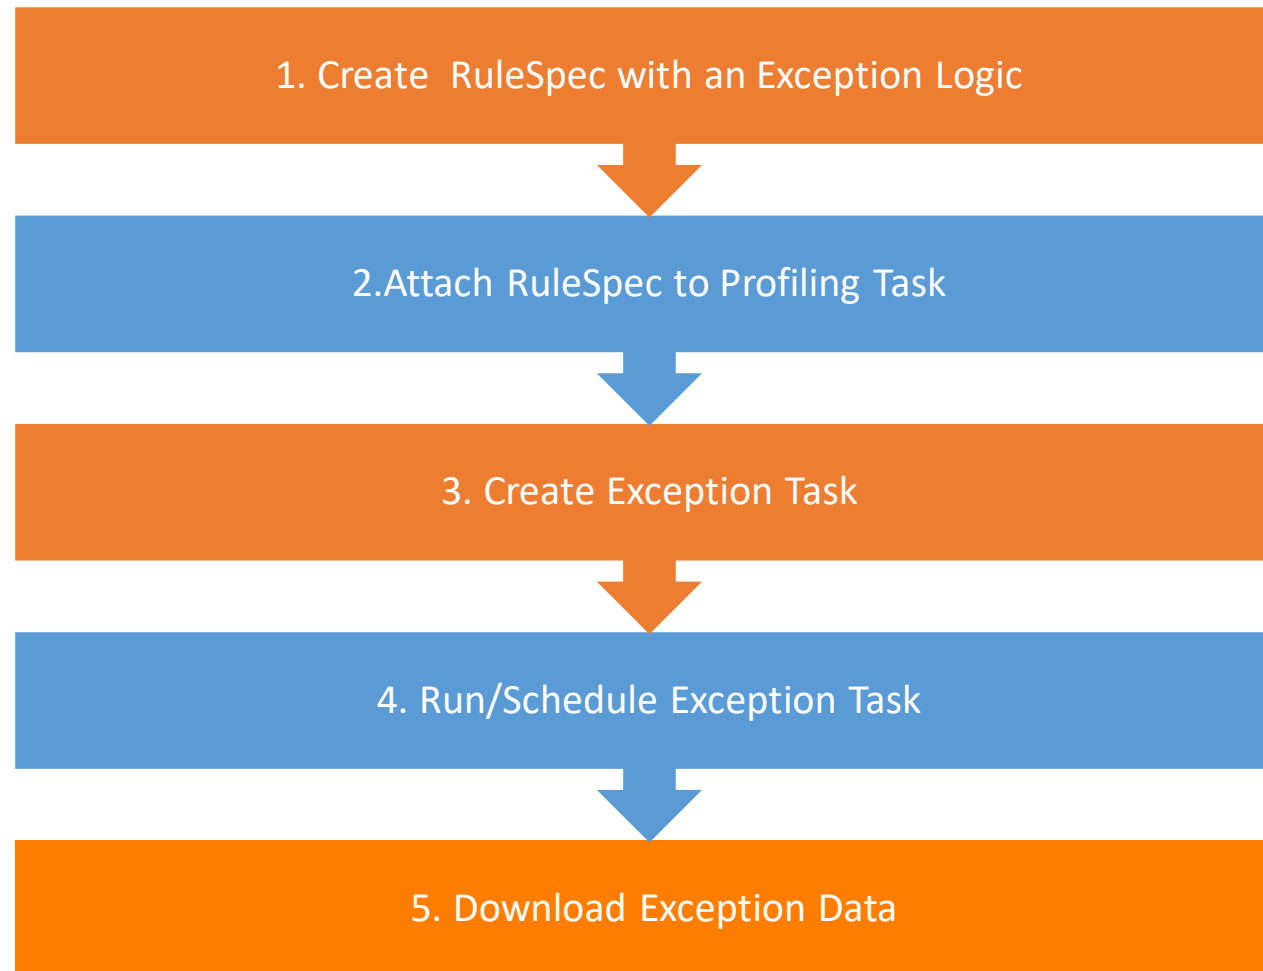 1. Create RuleSpec with an Exception Logic
2.Attach RuleSpec to Profiling Task
3. Create Exception Task
4. Run/Schedule Exception Task
5. Download Exception Data